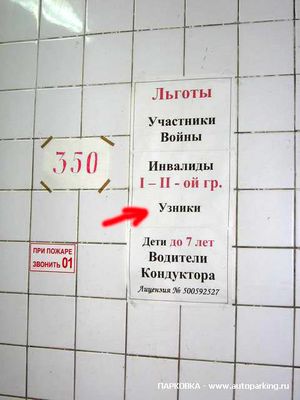 Льготы
Участники
Войны
350
Инвалиды
I – II - ой гр.
Узники
ПРИ ПОЖАРЕ
ЗВОНИТЬ 01
Дети до 7 лет
Водители
Кондуктора
Лицензия № 500592527
ПАРКОВКА - www.autoparking.ru